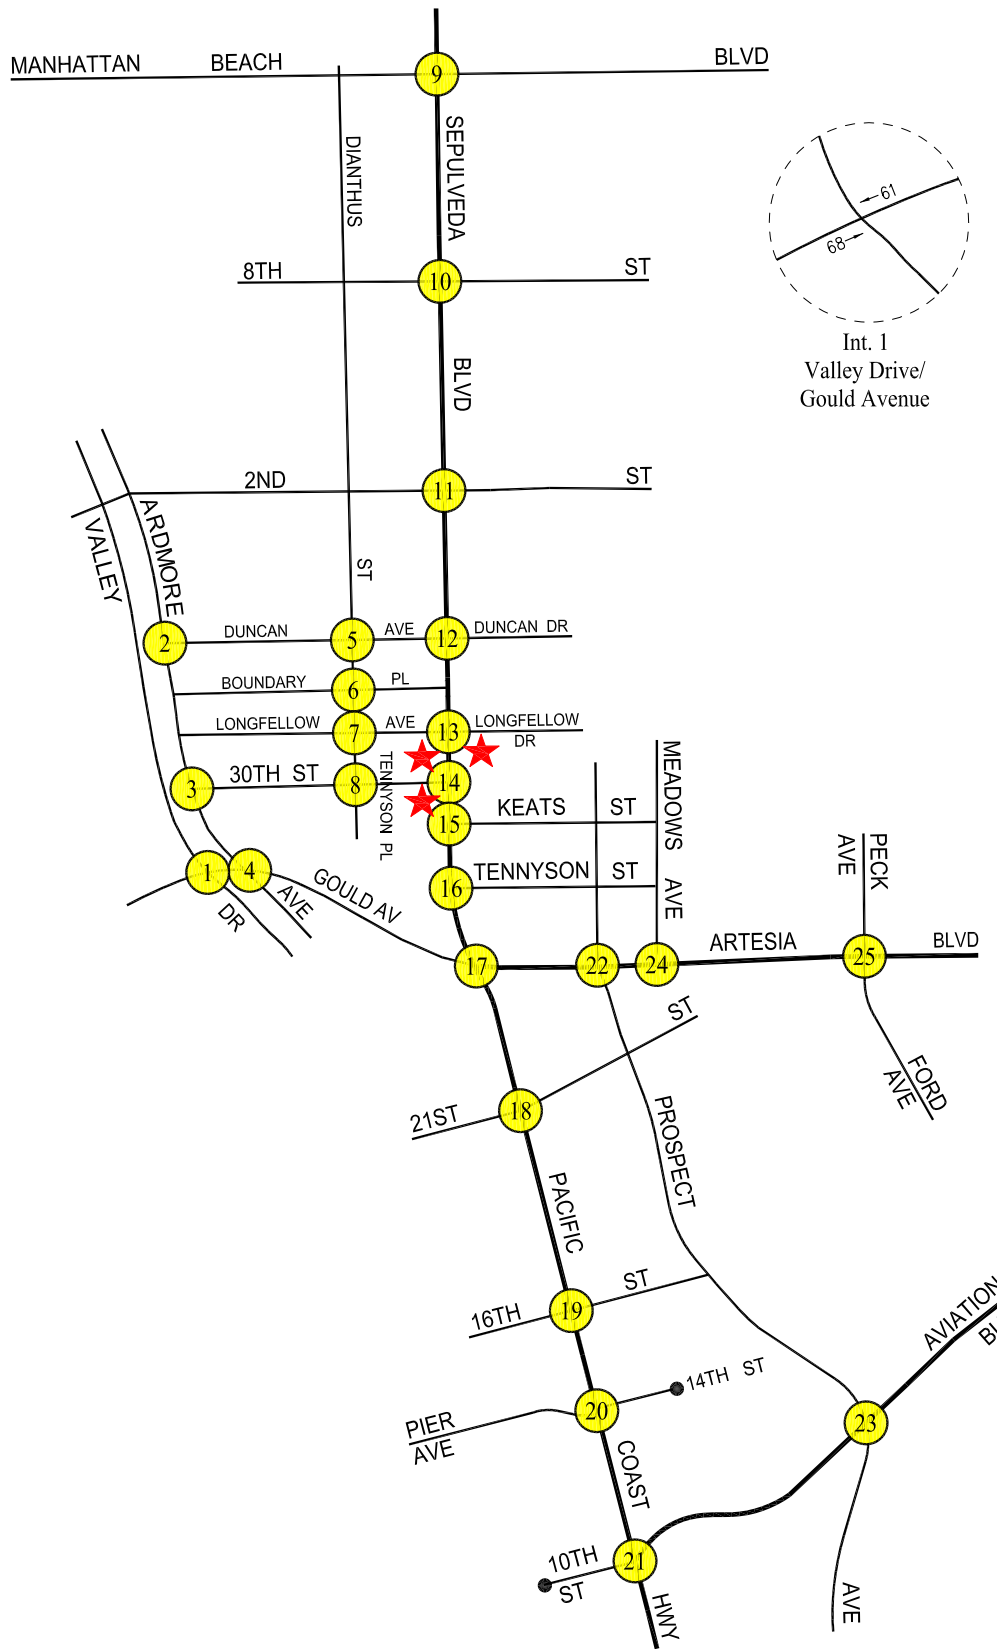 MANHATTAN BEACH BLVD
9
SEPULVEDA
DIANTHUS
61
68
8TH ST
10
Int. 1
Valley Drive/
Gould Avenue
BLVD
2ND ST
11
VALLEY
ARDMORE
ST
2
DUNCAN
5
AVE
12
DUNCAN DR
BOUNDARY
6
PL
LONGFELLOW
7
AVE
13
LONGFELLOW
DR
3
30TH ST
8
TENNYSON PL
14
15
KEATS ST
MEADOWS AVE
16
TENNYSON ST
1
4
DR
AVE
GOULD AV
17
22
24
ARTESIA
25
BLVD
PECK
AVE
FORD
AVE
21ST
18
ST
PROSPECT
PACIFIC
16TH
19
ST
AVIATION
14TH ST
PIER
AVE
20
23
COAST
10TH
ST
21
HWY
AVE